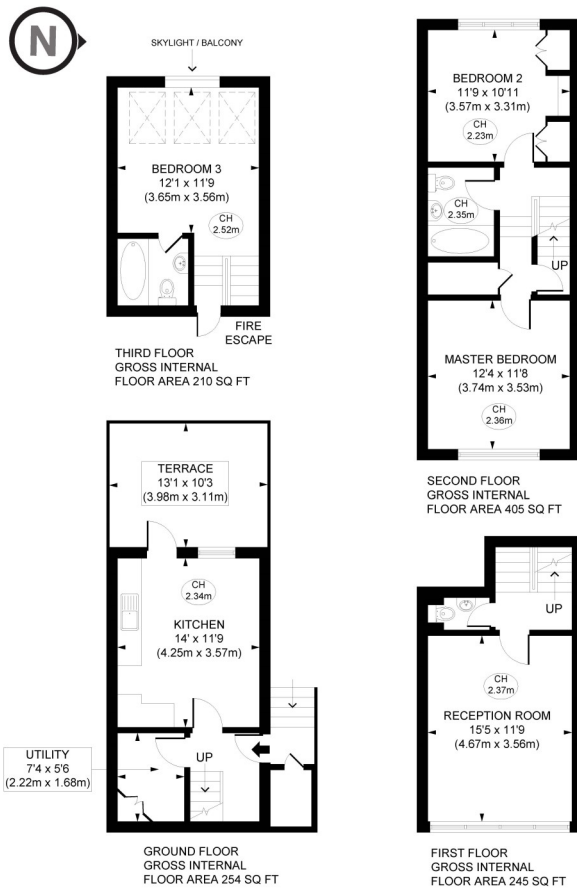 N
SKYLIGHT / BALCONY
BEDROOM 3
12'1 x 11'9
(3.65m x 3.56m)
CH
2.52m
FIRE
ESCAPE
THIRD FLOOR
GROSS INTERNAL
FLOOR AREA 210 SQ FT
BEDROOM 2
11'9 x 10'11
(3.57m x 3.31m)
CH
2.23m
CH
2.35m
UP
MASTER BEDROOM
12'4 x 11'8
(3.74m x 3.53m)
CH
2.36m
SECOND FLOOR
GROSS INTERNAL
FLOOR AREA 405 SQ FT
TERRACE
13'1 x 10'3
(3.98m x 3.11m)
CH
2.34m
KITCHEN
14' x 11'9
(4.25m x 3.57m)
UTILITY
7'4 x 5'6
(2.22m x 1.68m)
UP
GROUND FLOOR
GROSS INTERNAL
FLOOR AREA 254 SQ FT
UP
CH
2.37m
RECEPTION ROOM
15'5 x 11'9
(4.67m x 3.56m)
FIRST FLOOR
GROSS INTERNAL
FLOOR AREA 245 SQ FT